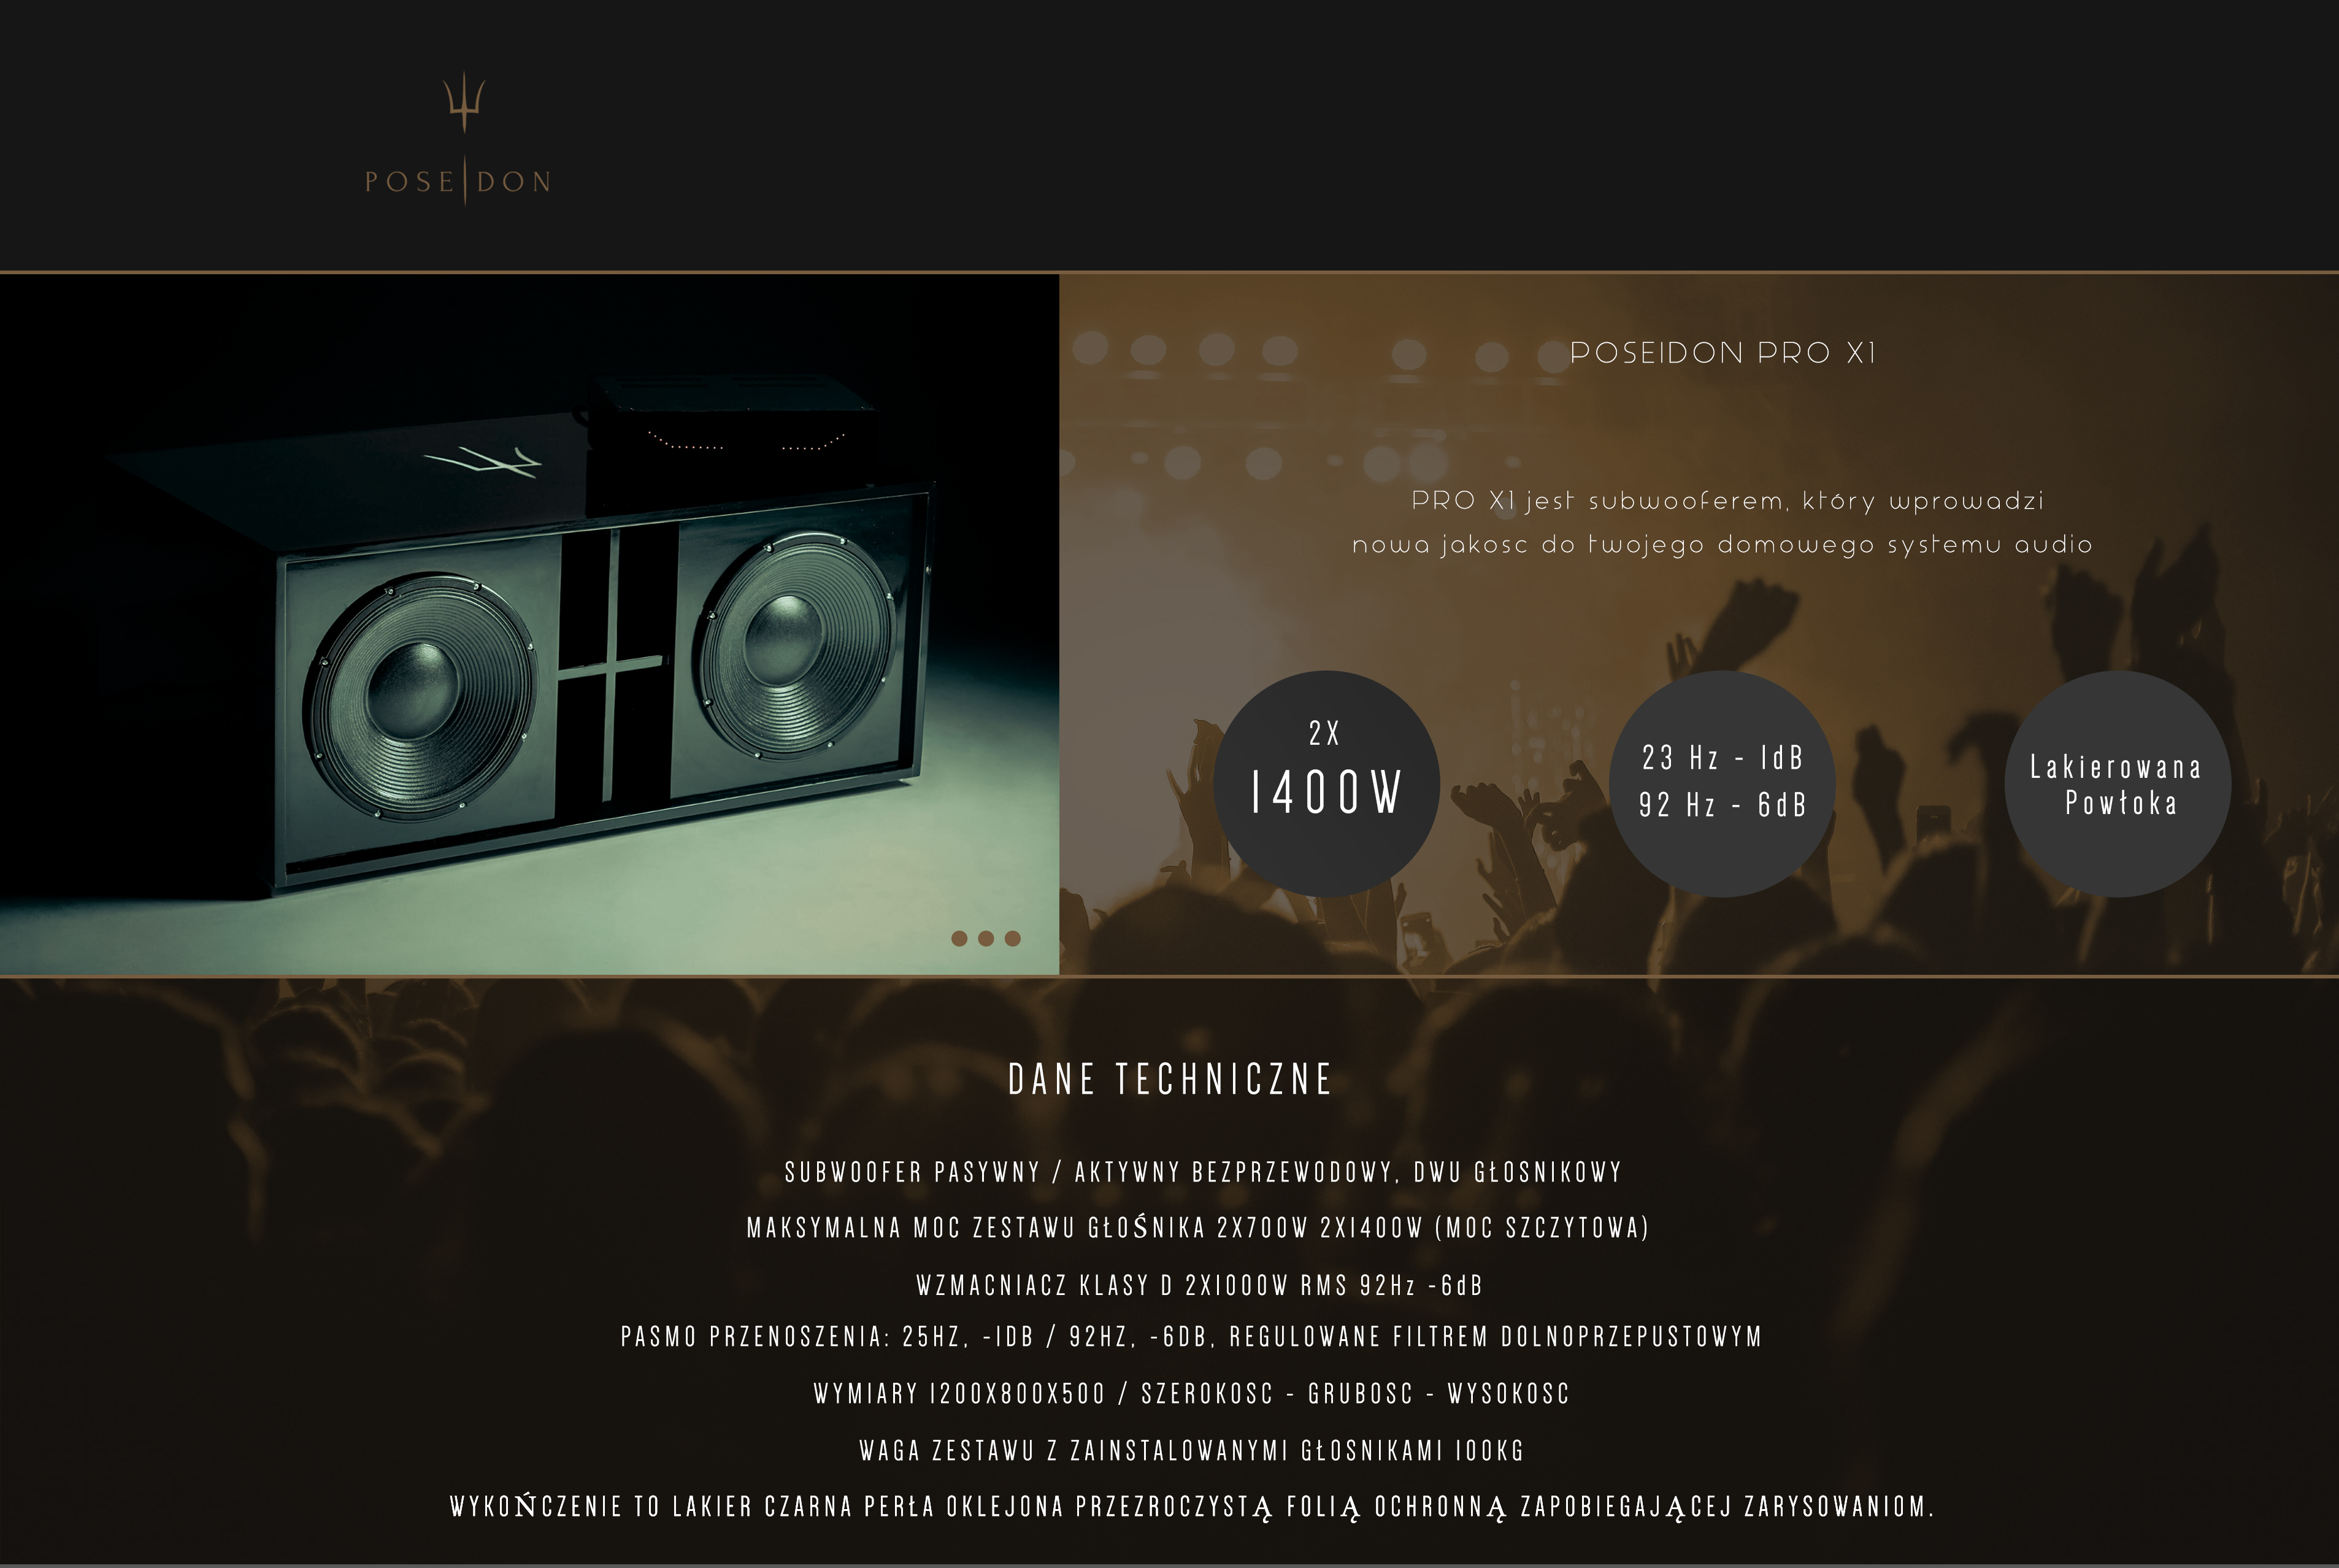 POSEIDON
POSEIDON PRO X1
PRO X1 jest subwooferem, który wprowadzi
nowa jakosc do twojego domowego systemu audio
2X
1400W
23 Hz - 1dB
92 Hz - 6dB
Lakierowana
Powłoka
DANE TECHNICZNE
SUBWOOFER PASYWNY / AKTYWNY BEZPRZEWODOWY, DWU GŁOSNIKOWY
MAKSYMALNA MOC ZESTAWU GŁOŚNIKA 2X700W 2X1400W (MOC SZCZYTOWA)
WZMACNIACZ KLASY D 2X1000W RMS 92Hz -6dB
PASMO PRZENOSZENIA: 25HZ, -1DB / 92HZ, -6DB, REGULOWANE FILTREM DOLNOPRZEPUSTOWYM
WYMIARY 1200X800X500 / SZEROKOSC - GRUBOSC - WYSOKOSC
WAGA ZESTAWU Z ZAINSTALOWANYMI GŁOSNIKAMI 100KG
WYKOŃCZENIE TO LAKIER CZARNA PERŁA OKLEJONA PRZEZROCZYSTĄ FOLIĄ OCHRONNĄ ZAPOBIEGAJĄCEJ ZARYSOWANIOM.